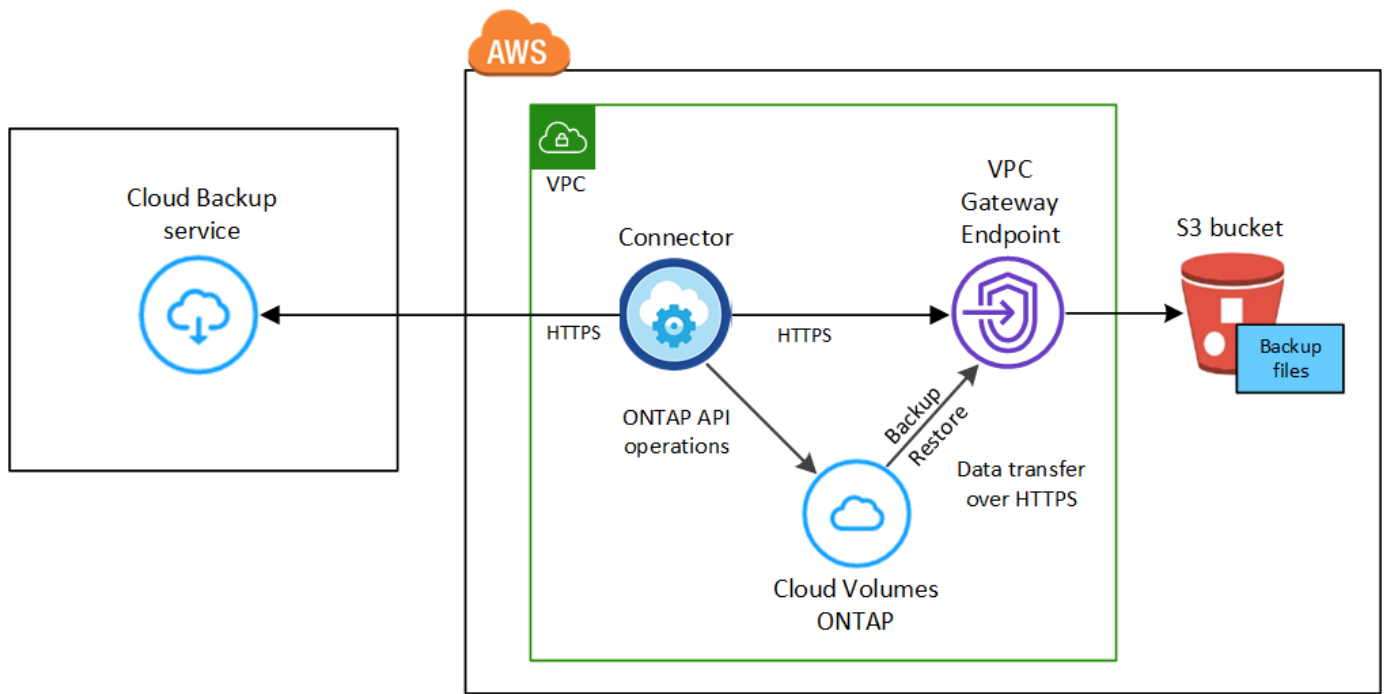 AWS
VPC
Cloud Backup
service
Connector
VPC
Gateway
Endpoint
S3 bucket
HTTPS
HTTPS
Backup
files
ONTAP API
operations
Backup
Restore
Data transfer
over HTTPS
Cloud Volumes
ONTAP